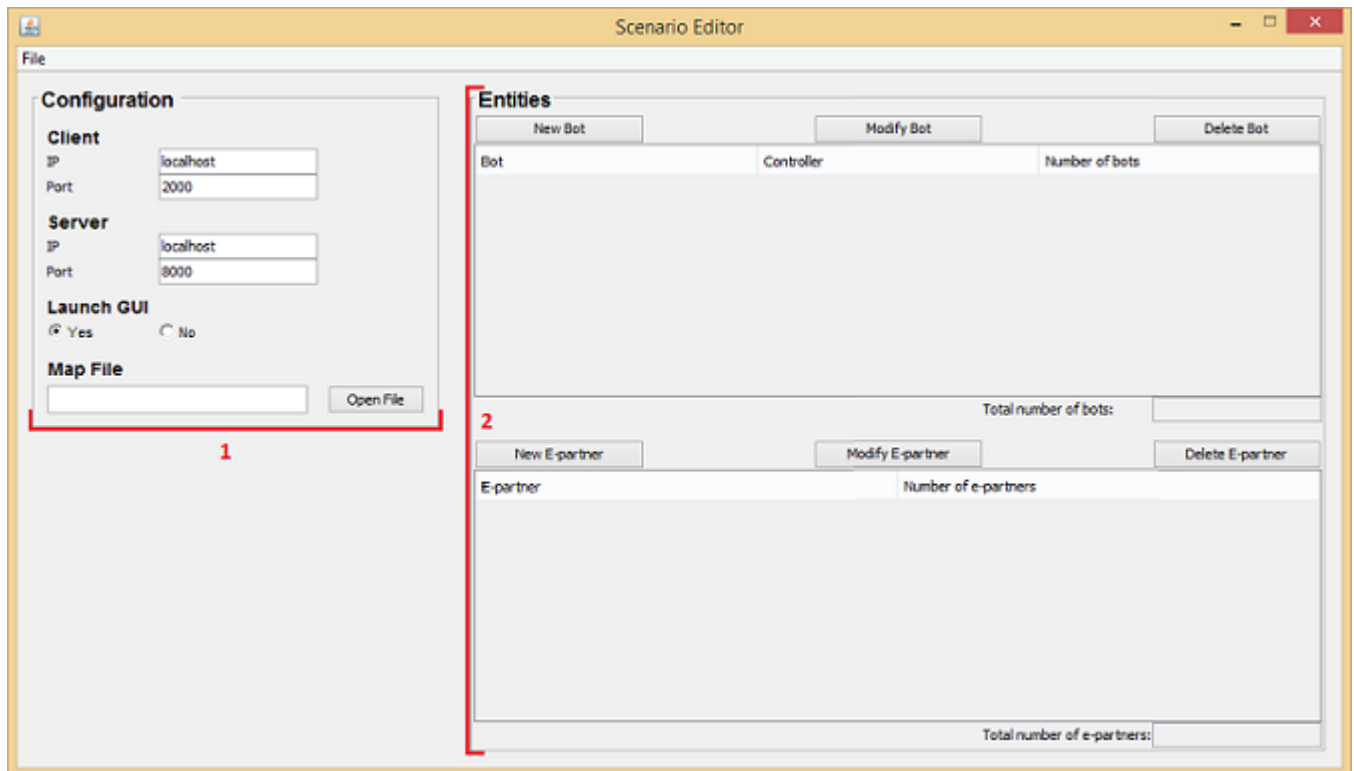 Scenario Editor
File
Configuration
Client
IP localhost
Port 2000
Server
IP localhost
Port 8000
Launch GUI
Yes No
Map File
Open File
1
Entities
New Bot Modify Bot Delete Bot
Bot Controller Number of bots
Total number of bots:
2
New E-partner Modify E-partner Delete E-partner
E-partner Number of e-partners
Total number of e-partners: